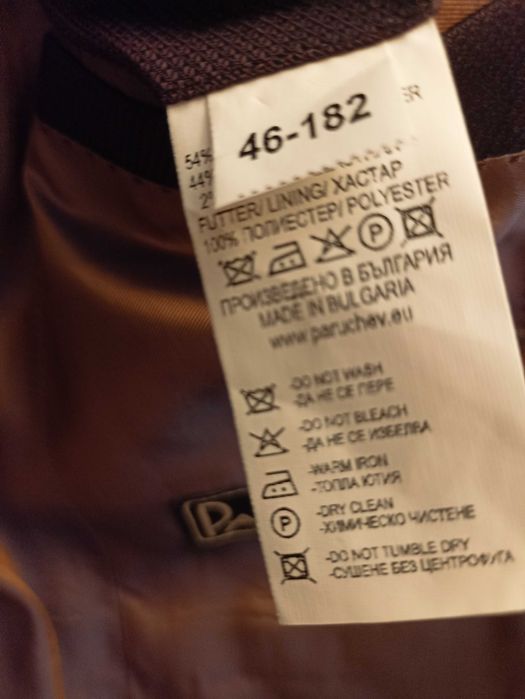 46-182
54%
44%
FUTTER/ LINING/ ХАСТАР
100% ПОЛИЕСТЕР/ POLYESTER
P
ПРОИЗВЕДЕНО В БЪЛГАРИЯ
MADE IN BULGARIA
www.paruchev.eu
-DO NOT WASH
-ДА НЕ СЕ ПЕРЕ
-DO NOT BLEACH
-ДА НЕ СЕ ИЗБЕЛВА
-WARM IRON
-ТОПЛА ЮТИЯ
P
-DRY CLEAN
-ХИМИЧЕСКО ЧИСТЕНЕ
-DO NOT TUMBLE DRY
-СУШЕНЕ БЕЗ ЦЕНТРОФУГА